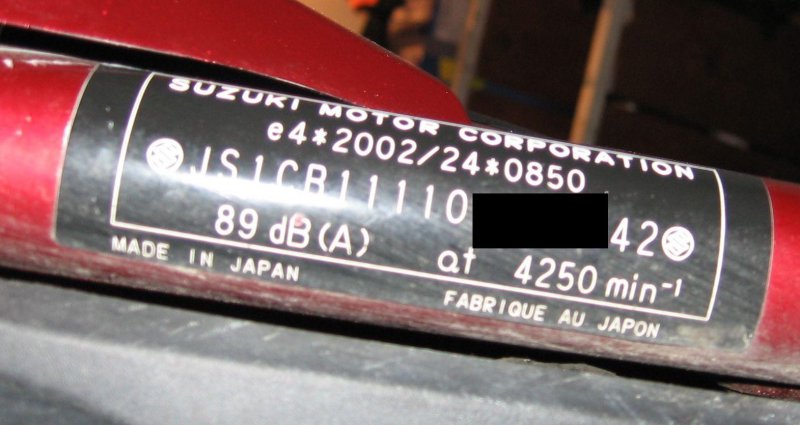 SUZUKI MOTOR CORPORATION
e4*2002/24*0850
JS1CB11110 42
89 dB(A) at 4250 min-1
MADE IN JAPAN
FABRIQUE AU JAPON